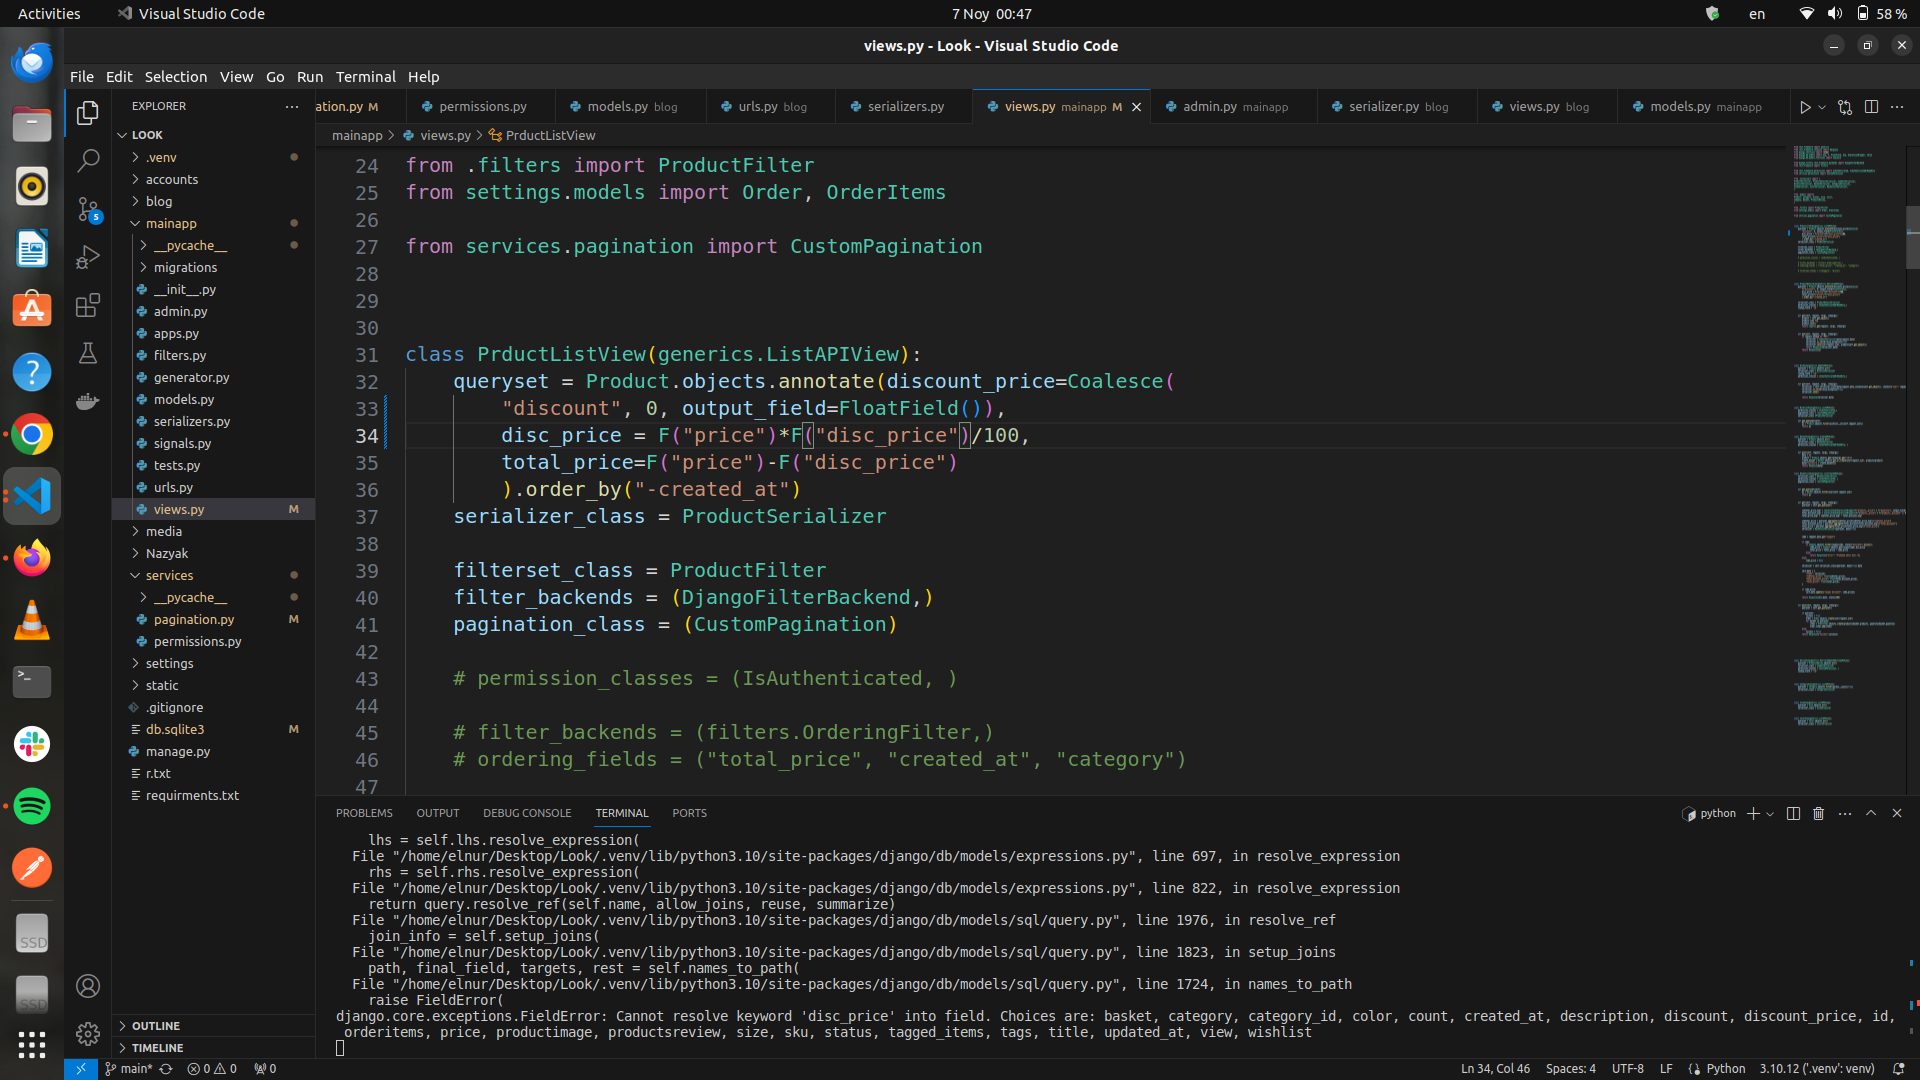 Activities
Visual Studio Code
7 Nov 00:47
en
58 %
views.py - Look - Visual Studio Code
File Edit Selection View Go Run Terminal Help
EXPLORER
ation.py M
permissions.py
models.py blog
urls.py blog
serializers.py
views.py mainapp M
admin.py mainapp
serializer.py blog
views.py blog
models.py mainapp
mainapp > views.py > PrductListView
LOOK
.venv
accounts
blog
mainapp
__pycache__
migrations
__init__.py
admin.py
apps.py
filters.py
generator.py
models.py
serializers.py
signals.py
tests.py
urls.py
views.py M
media
Nazyak
services
__pycache__
pagination.py M
permissions.py
settings
static
.gitignore
db.sqlite3 M
manage.py
r.txt
requirments.txt
OUTLINE
TIMELINE
5
24 from .filters import ProductFilter
25 from settings.models import Order, OrderItems
26
27 from services.pagination import CustomPagination
28
29
30
31 class PrductListView(generics.ListAPIView):
32 queryset = Product.objects.annotate(discount_price=Coalesce(
33 "discount", 0, output_field=FloatField()),
34 disc_price = F("price")*F("disc_price")/100,
35 total_price=F("price")-F("disc_price")
36 ).order_by("-created_at")
37 serializer_class = ProductSerializer
38
39 filterset_class = ProductFilter
40 filter_backends = (DjangoFilterBackend,)
41 pagination_class = (CustomPagination)
42
43 # permission_classes = (IsAuthenticated, )
44
45 # filter_backends = (filters.OrderingFilter,)
46 # ordering_fields = ("total_price", "created_at", "category")
47
PROBLEMS OUTPUT DEBUG CONSOLE TERMINAL PORTS
python
lhs = self.lhs.resolve_expression(
File "/home/elnur/Desktop/Look/.venv/lib/python3.10/site-packages/django/db/models/expressions.py", line 697, in resolve_expression
rhs = self.rhs.resolve_expression(
File "/home/elnur/Desktop/Look/.venv/lib/python3.10/site-packages/django/db/models/expressions.py", line 822, in resolve_expression
return query.resolve_ref(self.name, allow_joins, reuse, summarize)
File "/home/elnur/Desktop/Look/.venv/lib/python3.10/site-packages/django/db/models/sql/query.py", line 1976, in resolve_ref
join_info = self.setup_joins(
File "/home/elnur/Desktop/Look/.venv/lib/python3.10/site-packages/django/db/models/sql/query.py", line 1823, in setup_joins
path, final_field, targets, rest = self.names_to_path(
File "/home/elnur/Desktop/Look/.venv/lib/python3.10/site-packages/django/db/models/sql/query.py", line 1724, in names_to_path
raise FieldError(
django.core.exceptions.FieldError: Cannot resolve keyword 'disc_price' into field. Choices are: basket, category, category_id, color, count, created_at, description, discount, discount_price, id,
orderitems, price, productimage, productsreview, size, sku, status, tagged_items, tags, title, updated_at, view, wishlist
SSD
SSD
main* 0 0 0
Ln 34, Col 46 Spaces: 4 UTF-8 LF Python 3.10.12 ('.venv': venv)